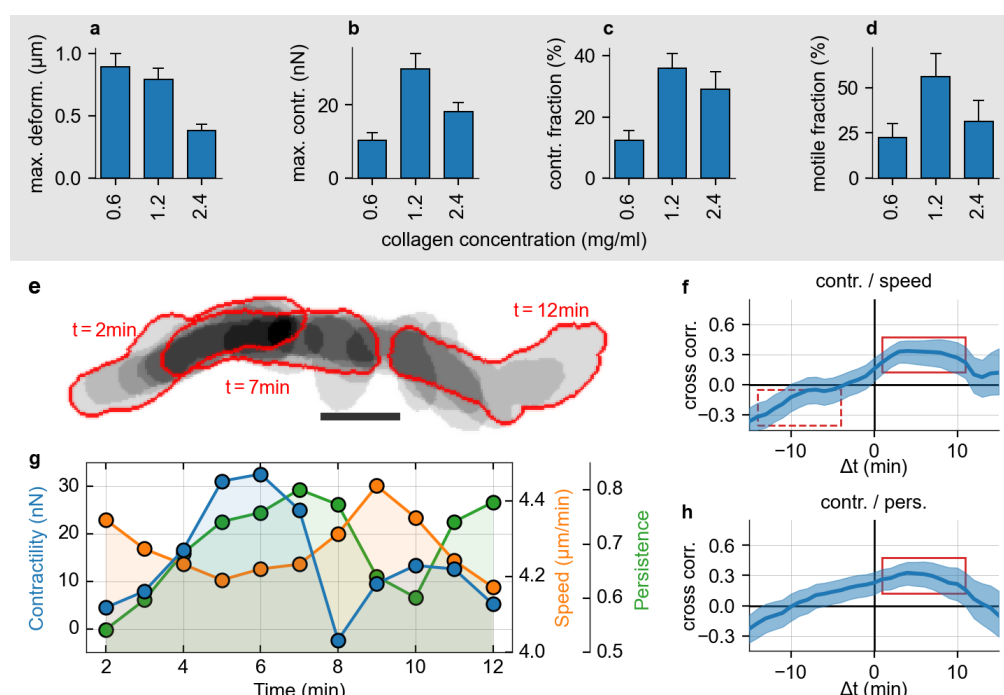 a
max. deform. (µm)
1.0
0.5
0.0
0.6
1.2
2.4
b
max. contr. (nN)
20
0
0.6
1.2
2.4
c
contr. fraction (%)
40
20
0
0.6
1.2
2.4
d
motile fraction (%)
50
25
0
0.6
1.2
2.4
collagen concentration (mg/ml)
e
t = 2min
t = 7min
t = 12min
f
contr. / speed
cross corr.
0.6
0.3
0.0
−0.3
−10
0
10
Δt (min)
g
Contractility (nN)
30
20
10
0
2
4
6
8
10
12
Time (min)
4.4
4.2
4.0
Speed (µm/min)
0.8
0.7
0.6
0.5
Persistence
h
contr. / pers.
cross corr.
0.6
0.3
0.0
−0.3
−10
0
10
Δt (min)